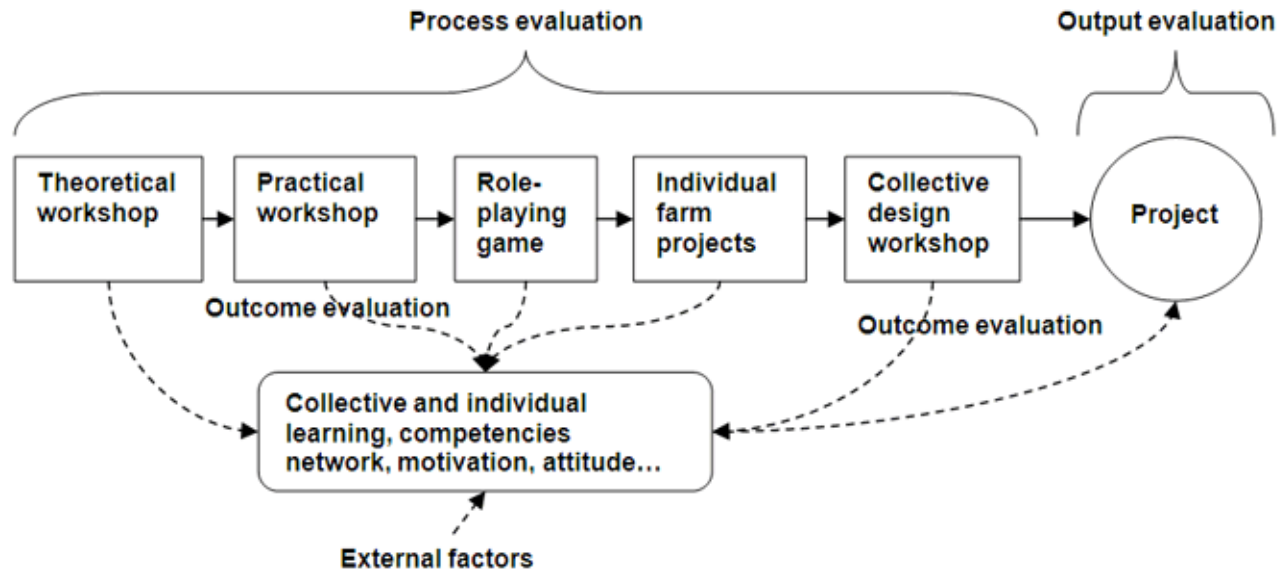 Process evaluation
Output evaluation
Theoretical
workshop
Practical
workshop
Role-
playing
game
Individual
farm
projects
Collective
design
workshop
Project
Outcome evaluation
Outcome evaluation
Collective and individual
learning, competencies
network, motivation, attitude...
External factors